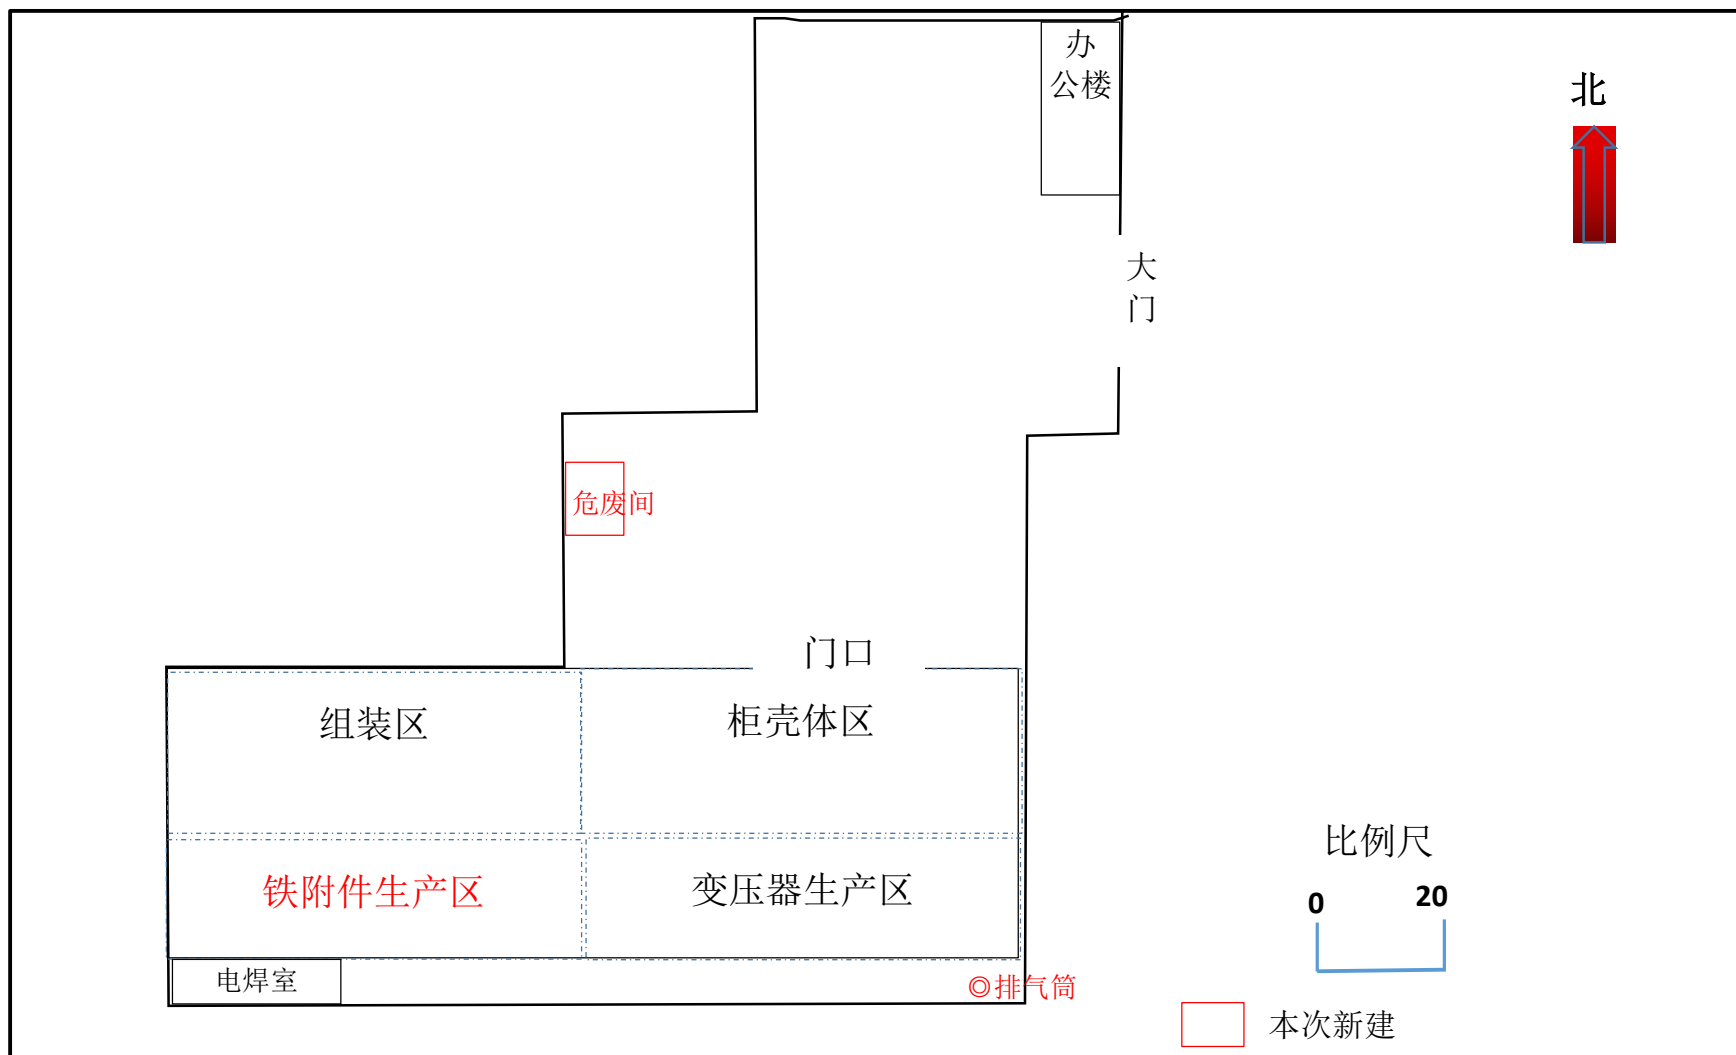 办
公楼
北
大
门
危废间
门口
组装区
柜壳体区
铁附件生产区
变压器生产区
比例尺
0
20
电焊室
◎排气筒
本次新建